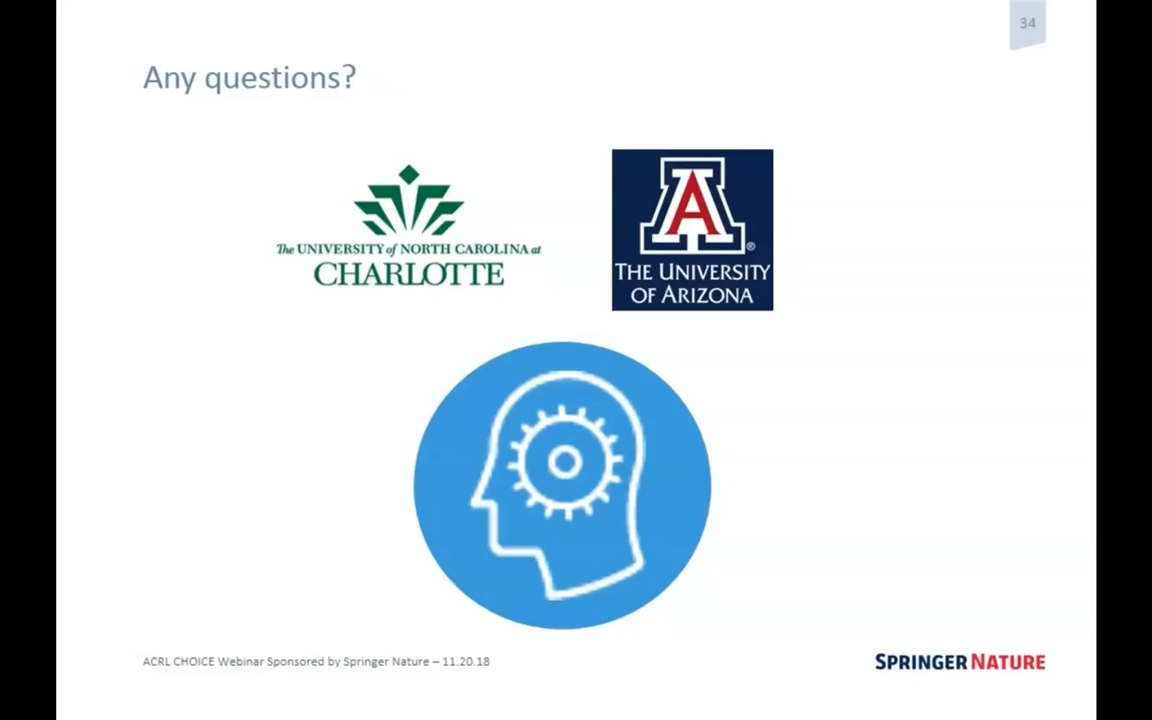 34
Any questions?
The UNIVERSITY of NORTH CAROLINA at
CHARLOTTE
A
®
THE UNIVERSITY
OF ARIZONA
ACRL CHOICE Webinar Sponsored by Springer Nature – 11.20.18
SPRINGER NATURE